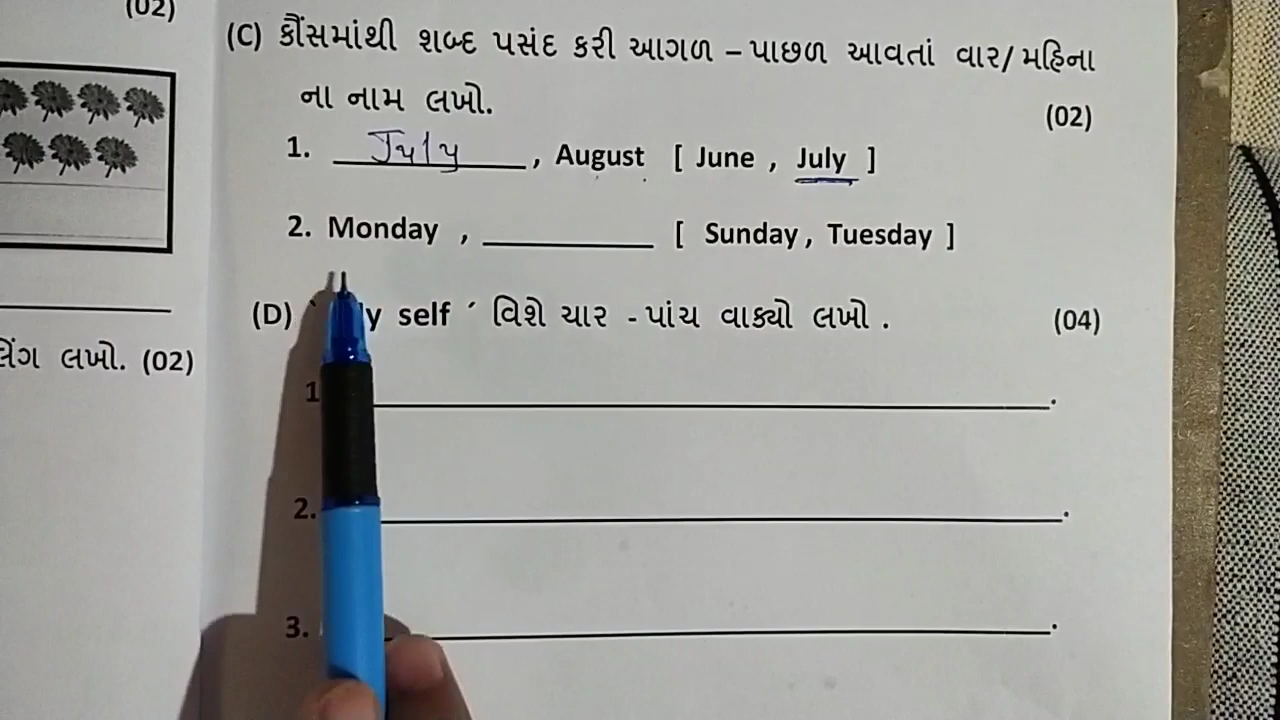 (02)
(C) કૌંસમાંથી શબ્દ પસંદ કરી આગળ – પાછળ આવતાં વાર/ મહિના
ના નામ લખો.
(02)
1. July , August [ June , July ]
2. Monday , ________ [ Sunday , Tuesday ]
(D) ` y self ´ વિશે ચાર - પાંચ વાક્યો લખો .
(04)
લિંગ લખો. (02)
1 .
2. .
3. .